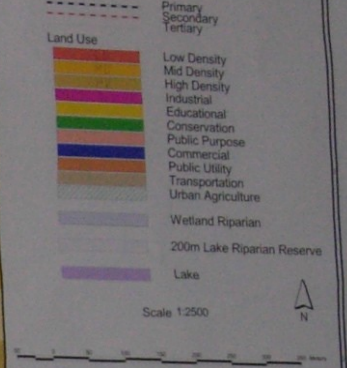 Primary
Secondary
Tertiary
Land Use
Low Density
Mid Density
High Density
Industrial
Educational
Conservation
Public Purpose
Commercial
Public Utility
Transportation
Urban Agriculture
Wetland Riparian
200m Lake Riparian Reserve
Lake
Scale 1:2500
N